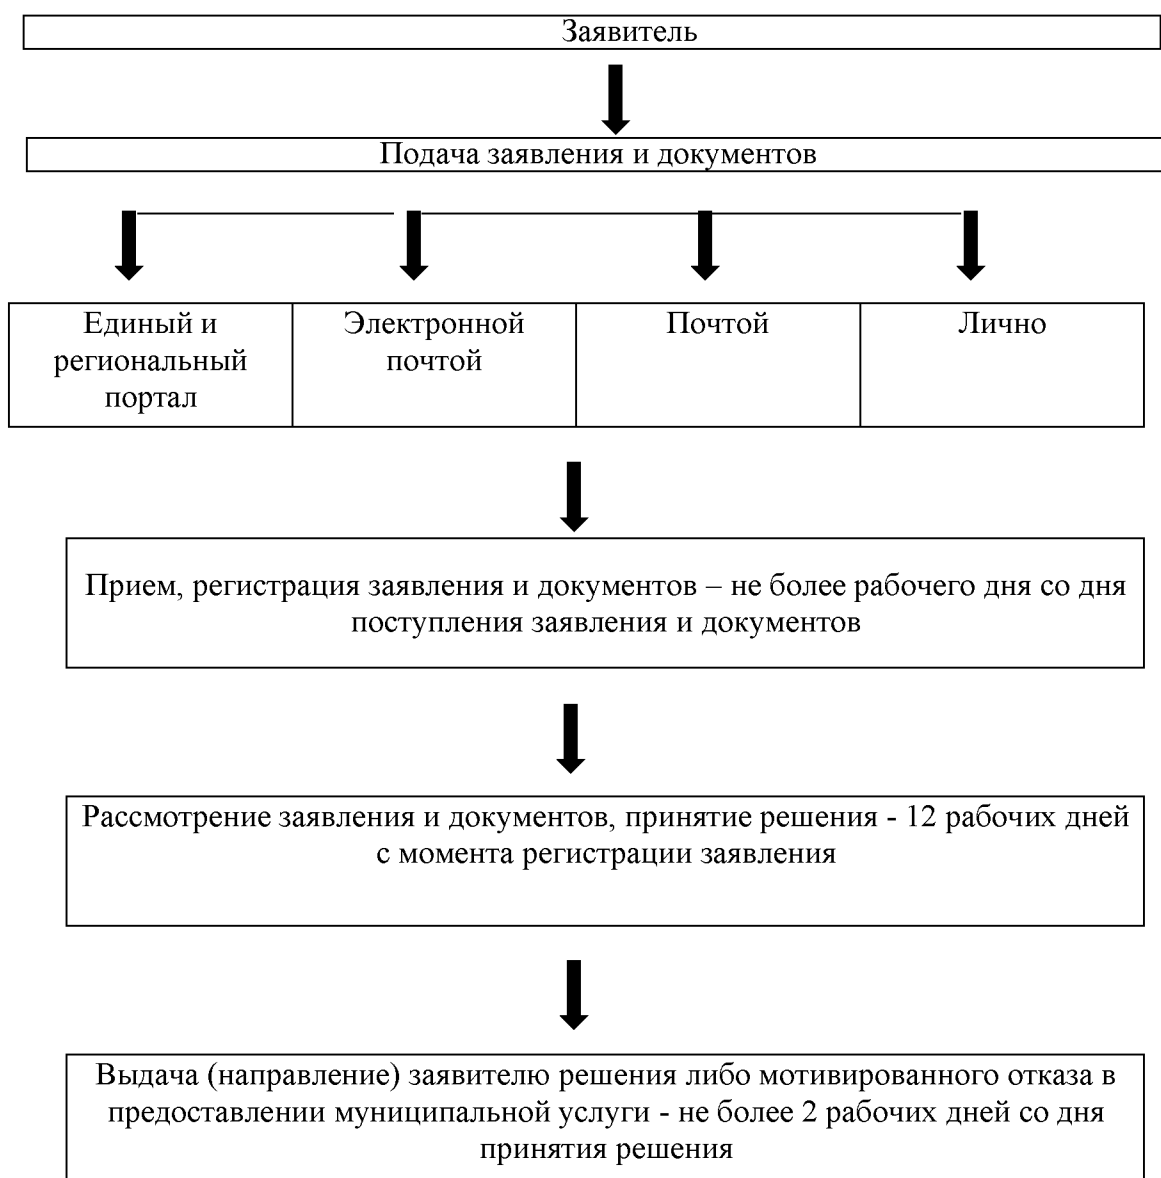 Заявитель
Подача заявления и документов
Единый и
региональный
портал
Электронной
почтой
Почтой
Лично
Прием, регистрация заявления и документов – не более рабочего дня со дня
поступления заявления и документов
Рассмотрение заявления и документов, принятие решения - 12 рабочих дней
с момента регистрации заявления
Выдача (направление) заявителю решения либо мотивированного отказа в
предоставлении муниципальной услуги - не более 2 рабочих дней со дня
принятия решения